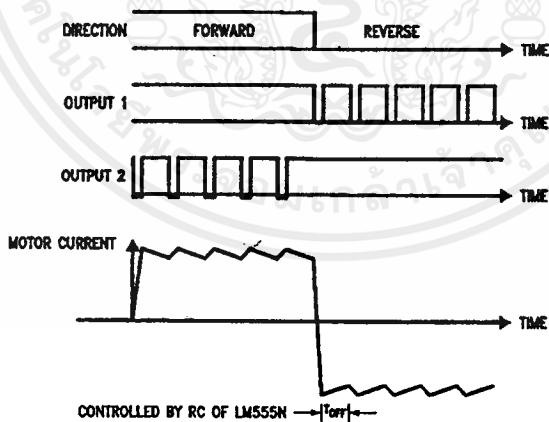 DIRECTION
FORWARD
REVERSE
TIME
OUTPUT 1
TIME
OUTPUT 2
TIME
MOTOR CURRENT
TIME
CONTROLLED BY RC OF LM555N
TOFF